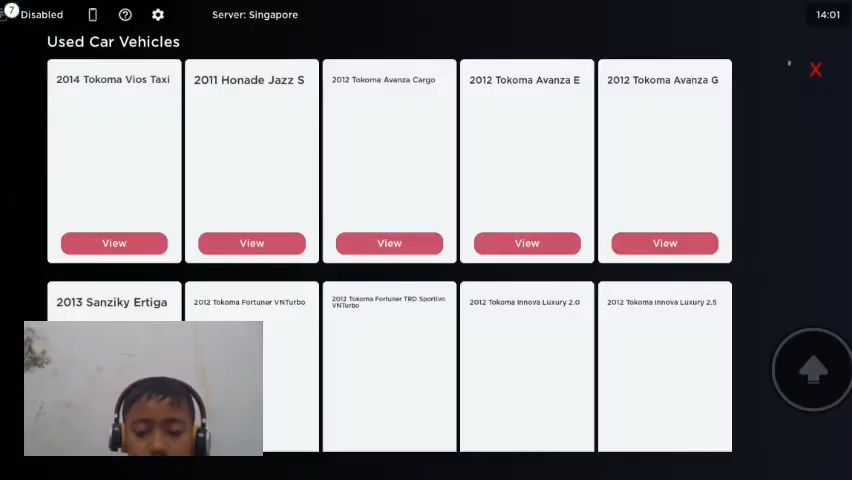 7 Disabled Server: Singapore 14:01
Used Car Vehicles
X
2014 Tokoma Vios Taxi
2011 Honade Jazz S
2012 Tokoma Avanza Cargo
2012 Tokoma Avanza E
2012 Tokoma Avanza G
View
View
View
View
View
2013 Sanziky Ertiga
2012 Tokoma Fortuner VNTurbo
2012 Tokoma Fortuner TRD Sportivo
VNTurbo
2012 Tokoma Innova Luxury 2.0
2012 Tokoma Innova Luxury 2.5